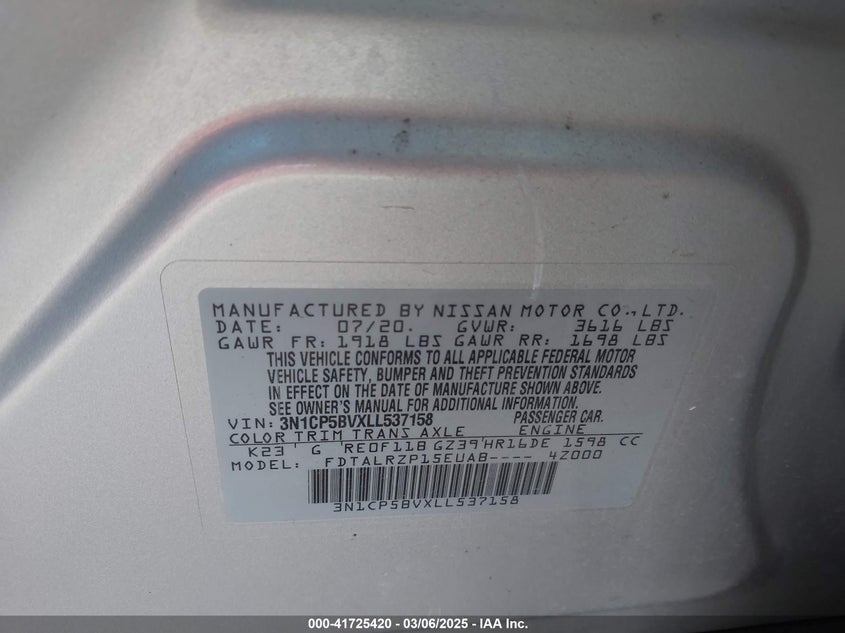 MANUFACTURED BY NISSAN MOTOR CO.,LTD.
DATE: 07/20. GVWR: 3616 LBS
GAWR FR: 1918 LBS GAWR RR: 1698 LBS
THIS VEHICLE CONFORMS TO ALL APPLICABLE FEDERAL MOTOR
VEHICLE SAFETY, BUMPER AND THEFT PREVENTION STANDARDS
IN EFFECT ON THE DATE OF MANUFACTURE SHOWN ABOVE.
SEE OWNER'S MANUAL FOR ADDITIONAL INFORMATION.
VIN: 3N1CP5BVXLL537158 PASSENGER CAR.
COLOR TRIM TRANS AXLE ENGINE
K23 G RE0F11B GZ39 HR16DE 1598 CC
MODEL: FDTALRZP15EUAB---- 4Z000
3N1CP5BVXLL537158
000-41725420 - 03/06/2025 - IAA Inc.